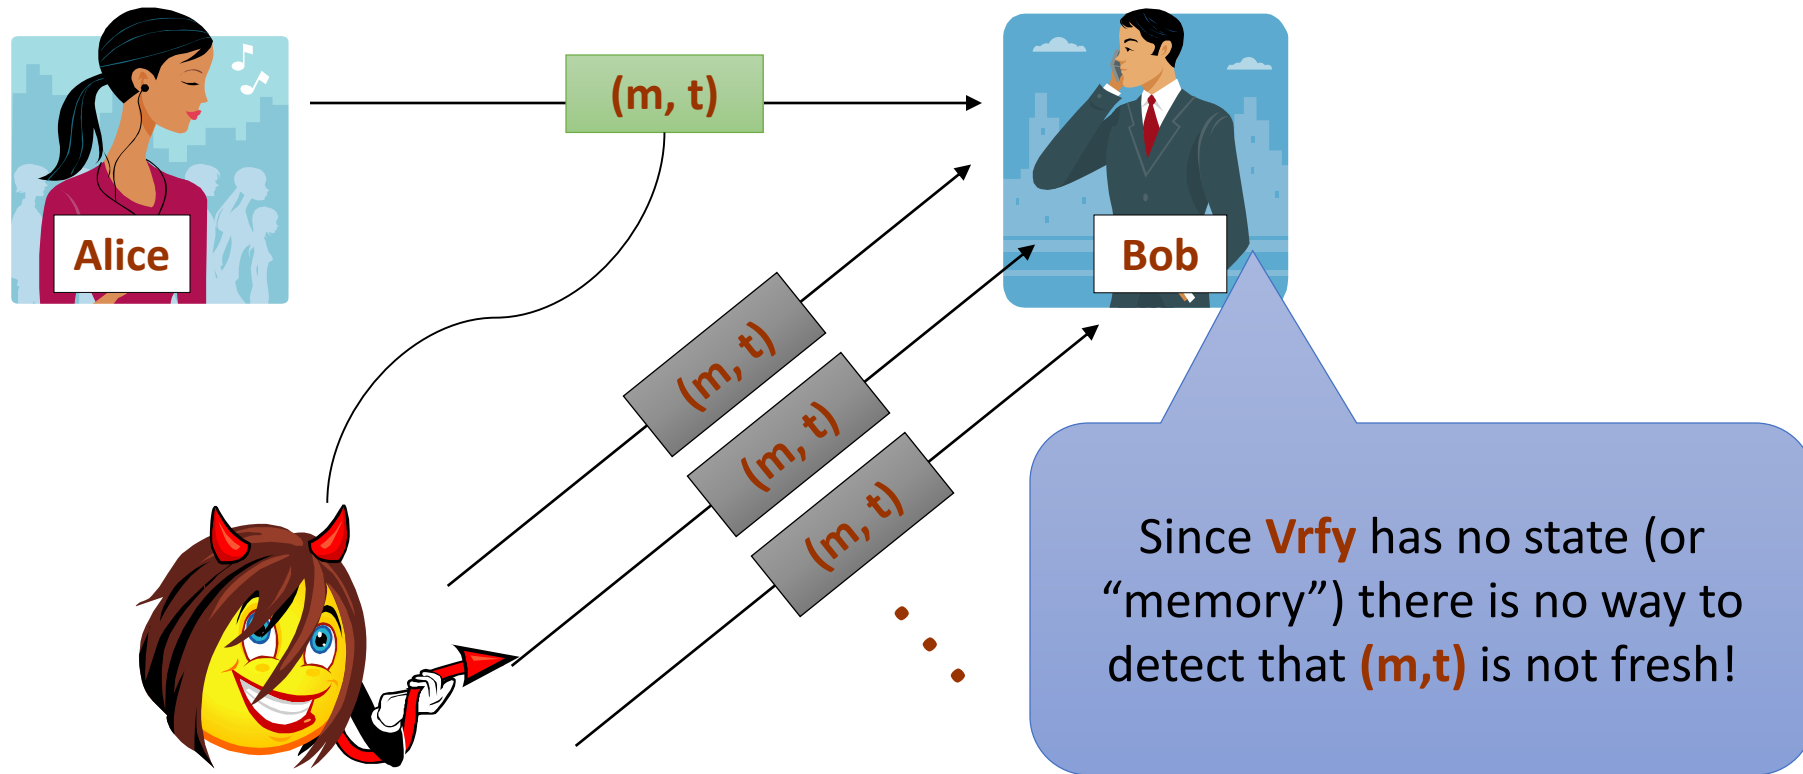 (m, t)
Alice
Bob
(m, t)
(m, t)
(m, t)
Since Vrfy has no state (or
“memory”) there is no way to
detect that (m,t) is not fresh!